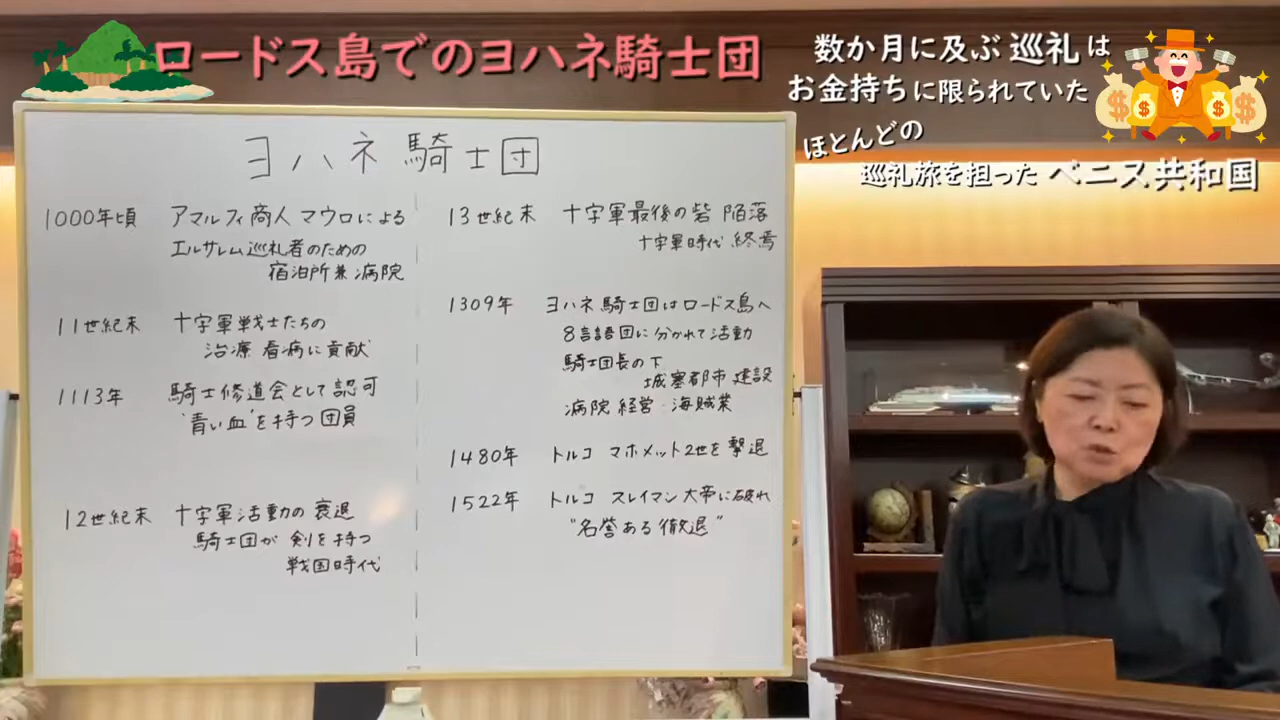 ロードス島でのヨハネ騎士団
数か月に及ぶ巡礼は
お金持ちに限られていた
ほとんどの
巡礼旅を担ったベニス共和国
ヨハネ騎士団
1000年頃 アマルフィ商人 マウロによる
エルサレム巡礼者のための
宿泊所兼病院
11世紀末 十字軍戦士たちの
治療 看病に貢献
1113年 騎士修道会として認可
"青い血"を持つ団員
12世紀末 十字軍活動の衰退
騎士団が剣を持つ
戦国時代
13世紀末 十字軍最後の砦 陥落
十字軍時代 終焉
1309年 ヨハネ騎士団はロードス島へ
8言語団に分かれて活動
騎士団長の下
城塞都市建設
病院経営・海賊業
1480年 トルコ マホメット2世を撃退
1522年 トルコ スレイマン大帝に破れ
"名誉ある徹退"
$
$
$
$